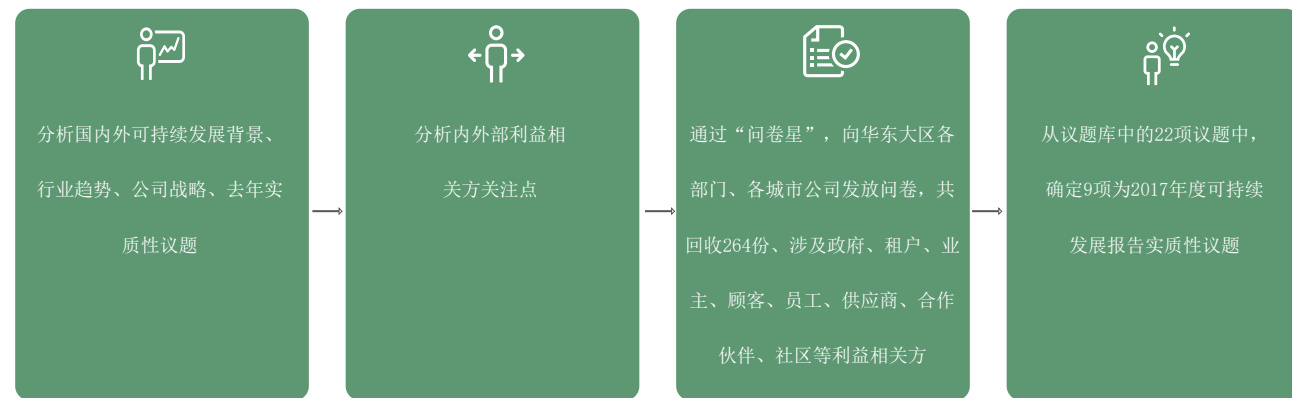 分析国内外可持续发展背景、
行业趋势、公司战略、去年实
质性议题
分析内外部利益相
关方关注点
通过“问卷星”，向华东大区各
部门、各城市公司发放问卷，共
回收264份、涉及政府、租户、业
主、顾客、员工、供应商、合作
伙伴、社区等利益相关方
从议题库中的22项议题中，
确定9项为2017年度可持续
发展报告实质性议题